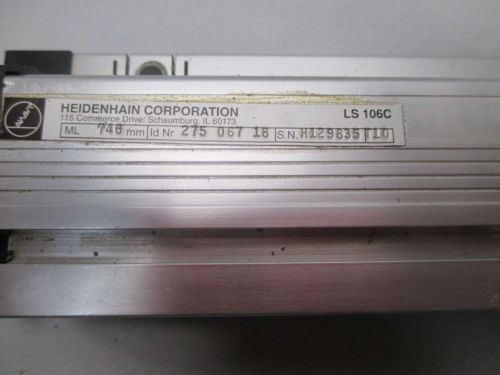 HEIDENHAIN CORPORATION LS 106C
115 Commerce Drive, Schaumburg, IL 60173
ML 740 mm Id Nr 275 067 18 S.N. H129835 T10